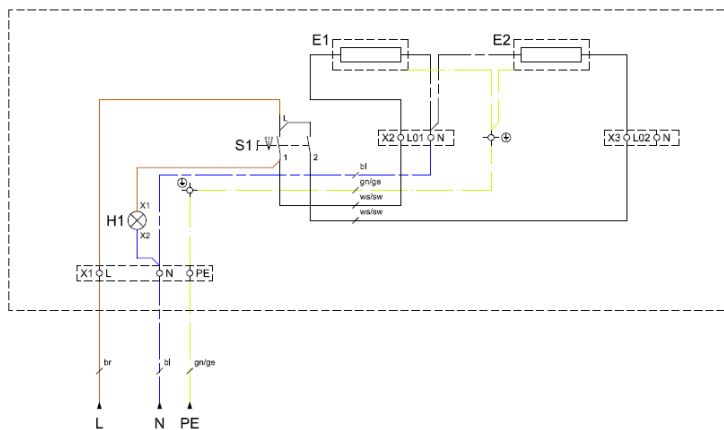 E1
E2
L
X2 L01 N
X3 L02 N
S1
1
2
bl
gn/ge
ws/sw
ws/sw
X1
H1
X2
X1 L N PE
br
bl
gn/ge
L N PE